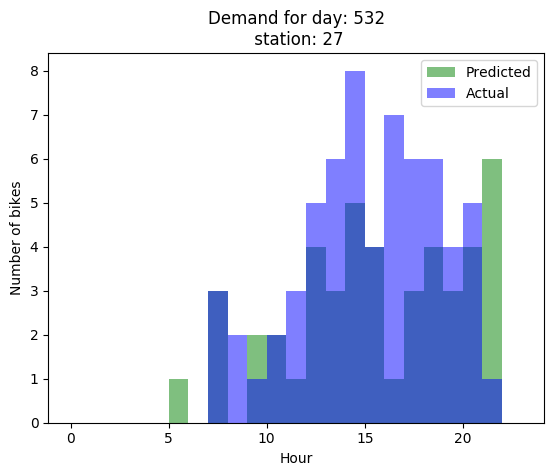 Demand for day: 532
station: 27
Predicted
Actual
8
7
6
5
4
3
2
1
0
Number of bikes
0 5 10 15 20
Hour